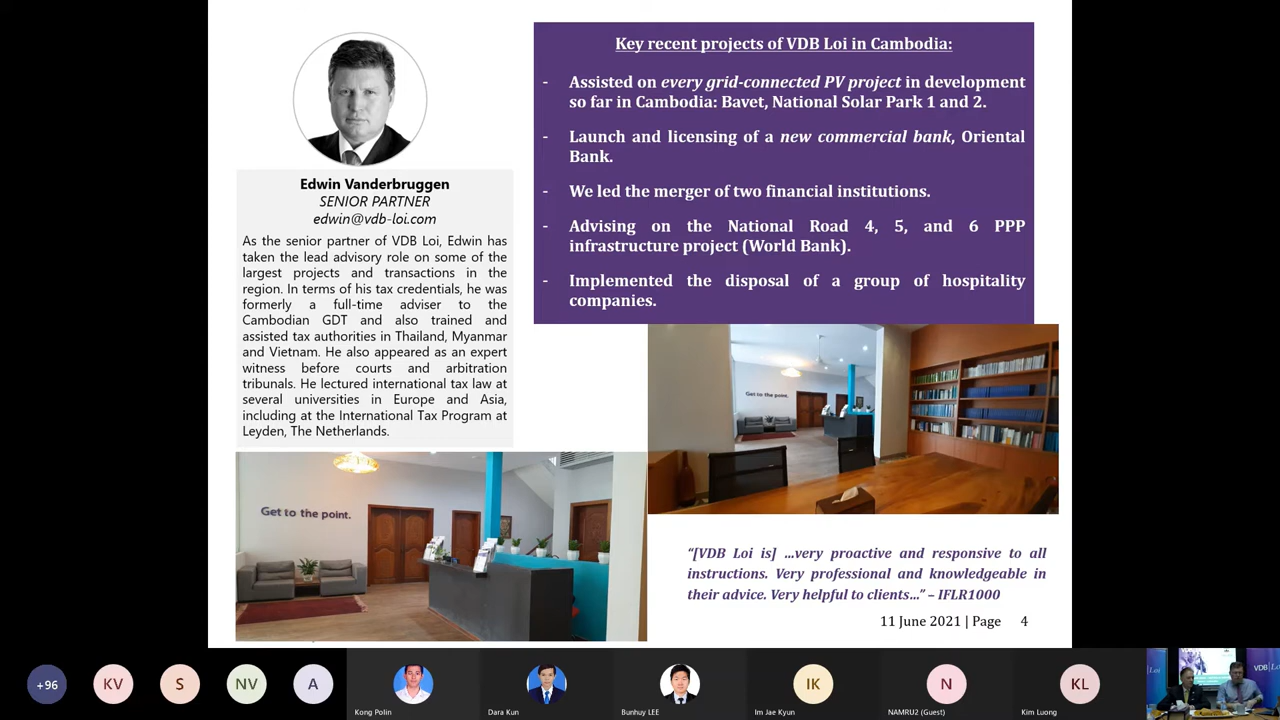 Edwin Vanderbruggen
SENIOR PARTNER
edwin@vdb-loi.com
As the senior partner of VDB Loi, Edwin has
taken the lead advisory role on some of the
largest projects and transactions in the
region. In terms of his tax credentials, he was
formerly a full-time adviser to the
Cambodian GDT and also trained and
assisted tax authorities in Thailand, Myanmar
and Vietnam. He also appeared as an expert
witness before courts and arbitration
tribunals. He lectured international tax law at
several universities in Europe and Asia,
including at the International Tax Program at
Leyden, The Netherlands.
Key recent projects of VDB Loi in Cambodia:
- Assisted on every grid-connected PV project in development
so far in Cambodia: Bavet, National Solar Park 1 and 2.
- Launch and licensing of a new commercial bank, Oriental
Bank.
- We led the merger of two financial institutions.
- Advising on the National Road 4, 5, and 6 PPP
infrastructure project (World Bank).
- Implemented the disposal of a group of hospitality
companies.
Get to the point.
Get to the point.
“[VDB Loi is] …very proactive and responsive to all
instructions. Very professional and knowledgeable in
their advice. Very helpful to clients…” – IFLR1000
11 June 2021 | Page 4
+96
KV
S
NV
A
Kong Polin
Dara Kun
Bunhuy LEE
IK
Im Jae Kyun
N
NAMRU2 (Guest)
KL
Kim Luong
Loi
VDB Loi